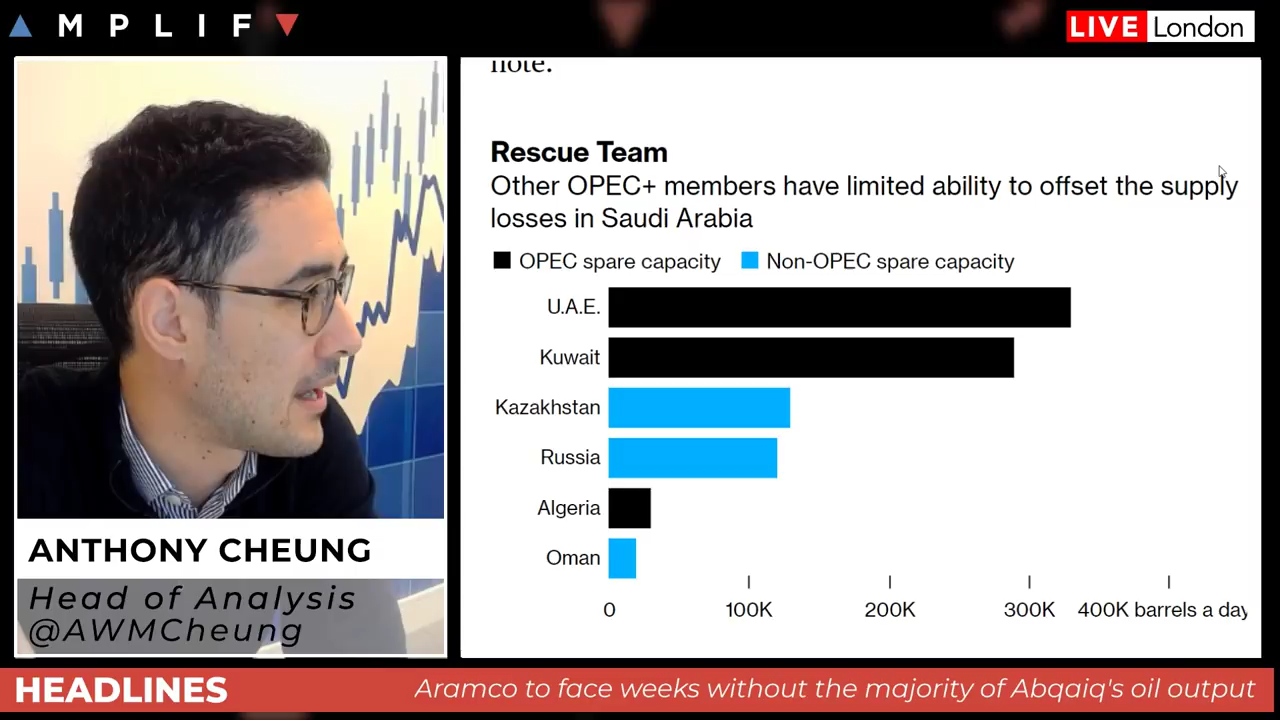 ▲ M P L I F ▼
LIVE London
note.
Rescue Team
Other OPEC+ members have limited ability to offset the supply
losses in Saudi Arabia
OPEC spare capacity Non-OPEC spare capacity
U.A.E.
Kuwait
Kazakhstan
Russia
Algeria
Oman
0 100K 200K 300K 400K barrels a day
ANTHONY CHEUNG
Head of Analysis
@AWMCheung
HEADLINES Aramco to face weeks without the majority of Abqaiq's oil output